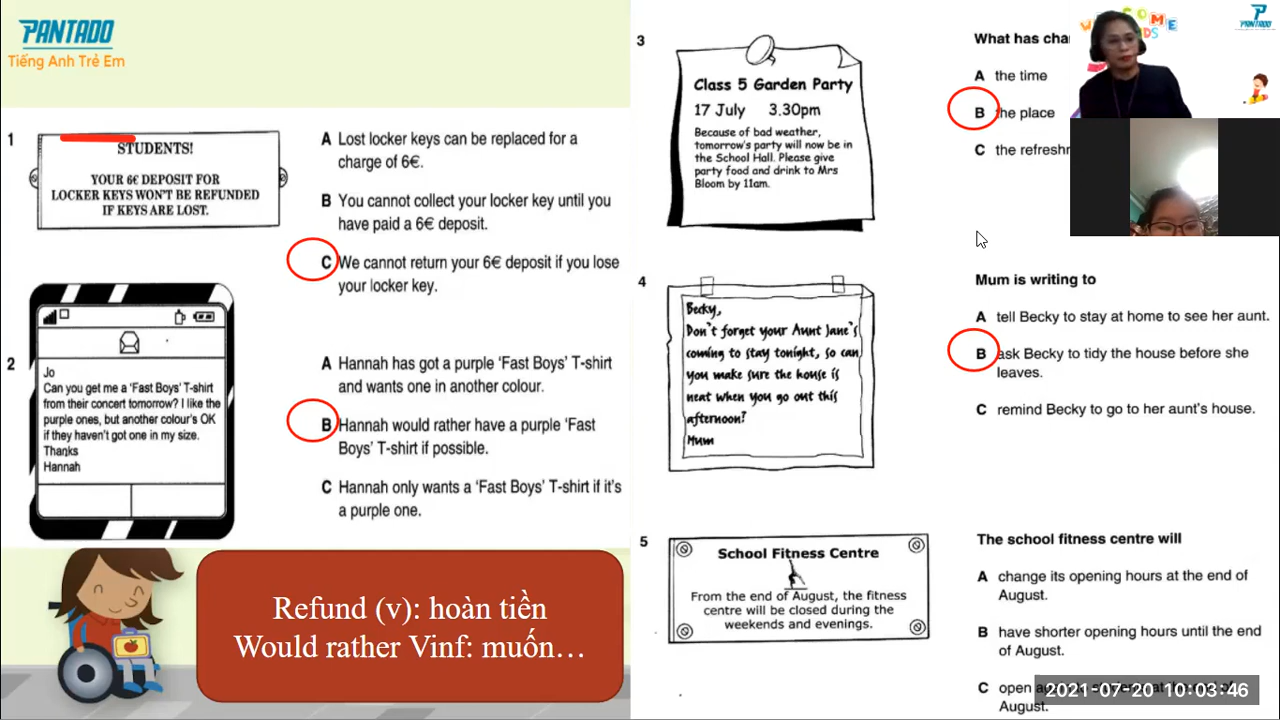 PANTADO
Tiếng Anh Trẻ Em
1
STUDENTS!
YOUR 6€ DEPOSIT FOR
LOCKER KEYS WON'T BE REFUNDED
IF KEYS ARE LOST.
A Lost locker keys can be replaced for a
charge of 6€.
B You cannot collect your locker key until you
have paid a 6€ deposit.
C We cannot return your 6€ deposit if you lose
your locker key.
2
Jo
Can you get me a 'Fast Boys' T-shirt
from their concert tomorrow? I like the
purple ones, but another colour's OK
if they haven't got one in my size.
Thanks
Hannah
A Hannah has got a purple 'Fast Boys' T-shirt
and wants one in another colour.
B Hannah would rather have a purple 'Fast
Boys' T-shirt if possible.
C Hannah only wants a 'Fast Boys' T-shirt if it's
a purple one.
Refund (v): hoàn tiền
Would rather Vinf: muốn…
3
Class 5 Garden Party
17 July 3.30pm
Because of bad weather,
tomorrow's party will now be in
the School Hall. Please give
party food and drink to Mrs
Bloom by 11am.
What has
A the time
B the place
C the
PANTADO
4
Becky,
Don't forget your Aunt Jane's
coming to stay tonight, so can
you make sure the house is
neat when you go out this
afternoon?
Mum
Mum is writing to
A tell Becky to stay at home to see her aunt.
B ask Becky to tidy the house before she
leaves.
C remind Becky to go to her aunt's house.
5
School Fitness Centre
From the end of August, the fitness
centre will be closed during the
weekends and evenings.
The school fitness centre will
A change its opening hours at the end of
August.
B have shorter opening hours until the end
of August.
C open
August.
2021-07-20 10:03:46